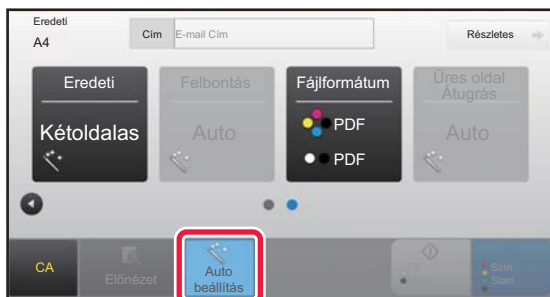 Eredeti
A4
Cím
E-mail Cím
Részletes
Eredeti
Kétoldalas
Felbontás
Auto
Fájlformátum
PDF
PDF
Üres oldal
Átugrás
Auto
CA
Előnézet
Auto
beállítás
Szín
Start